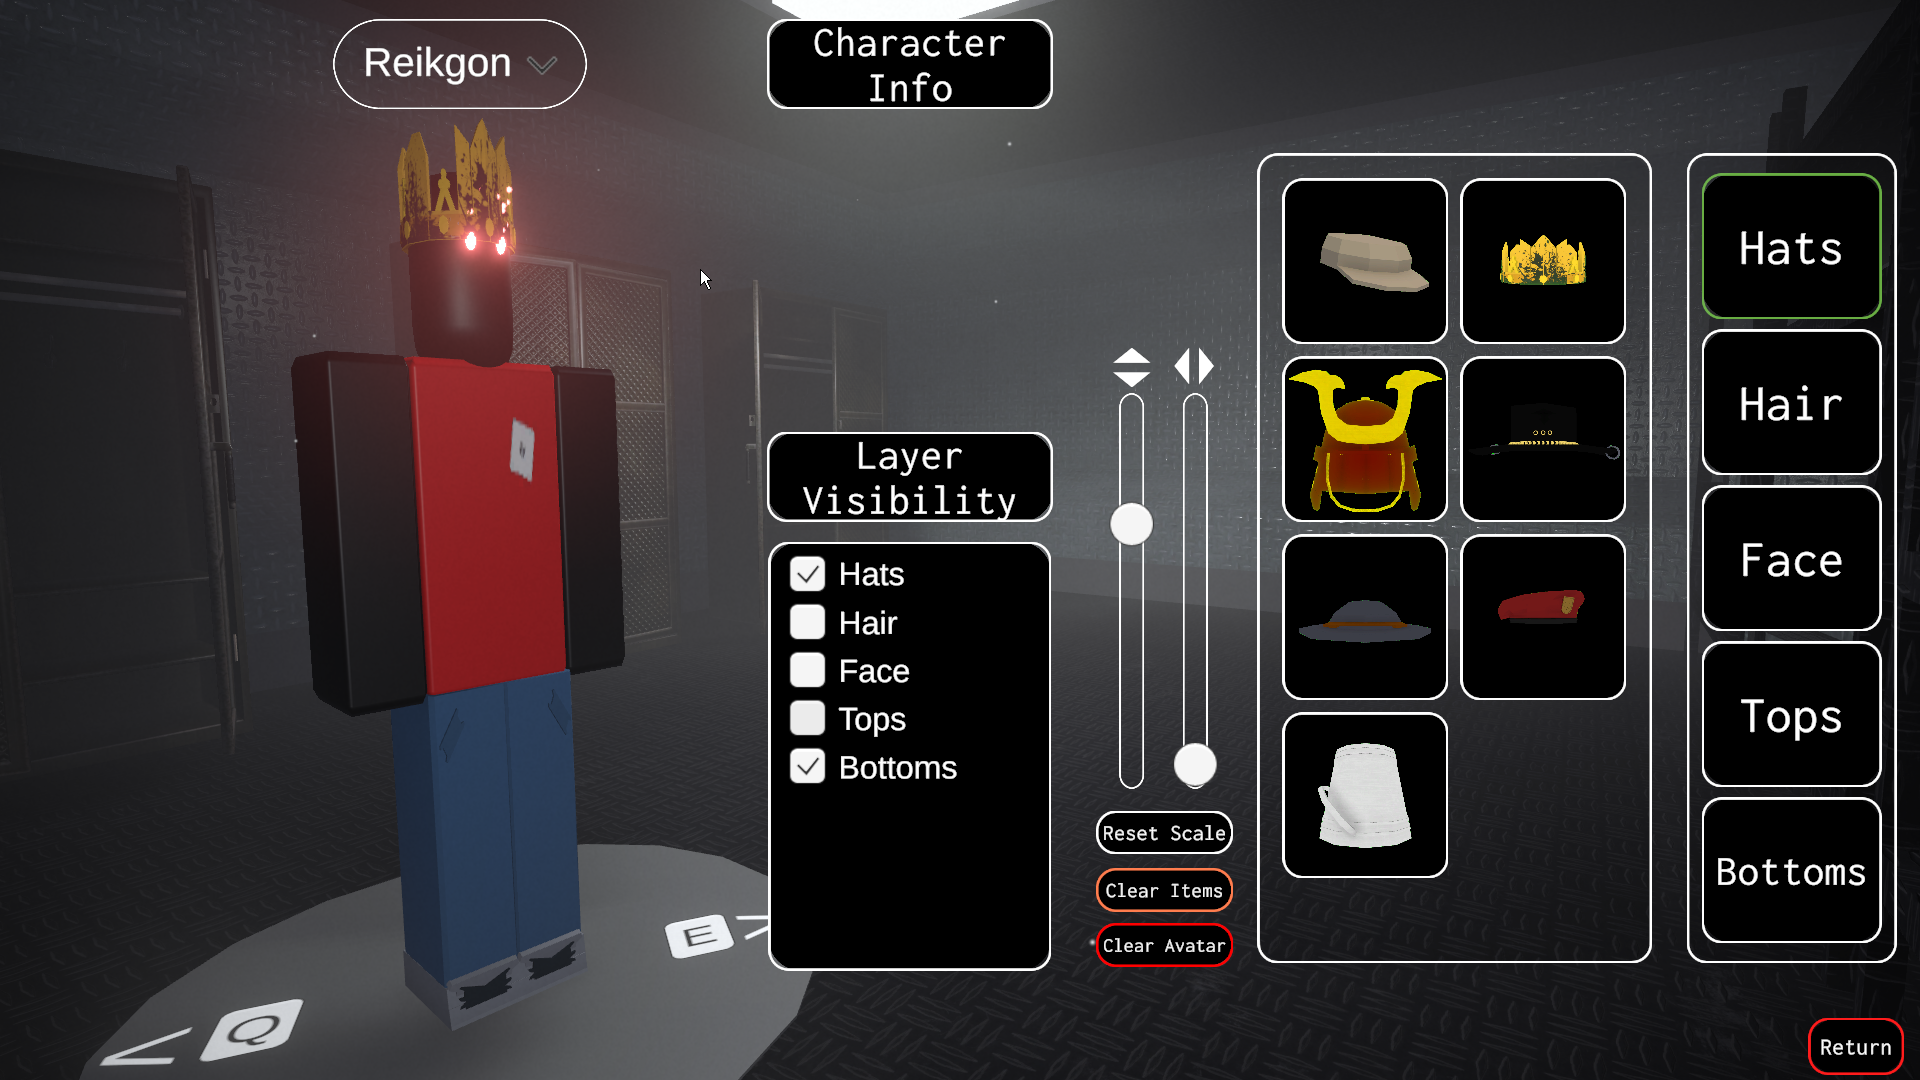 Reikgon
Character
Info
Hats
Hair
Face
Tops
Bottoms
Layer
Visibility
Hats
Hair
Face
Tops
Bottoms
Reset Scale
Clear Items
Clear Avatar
E
Q
Return